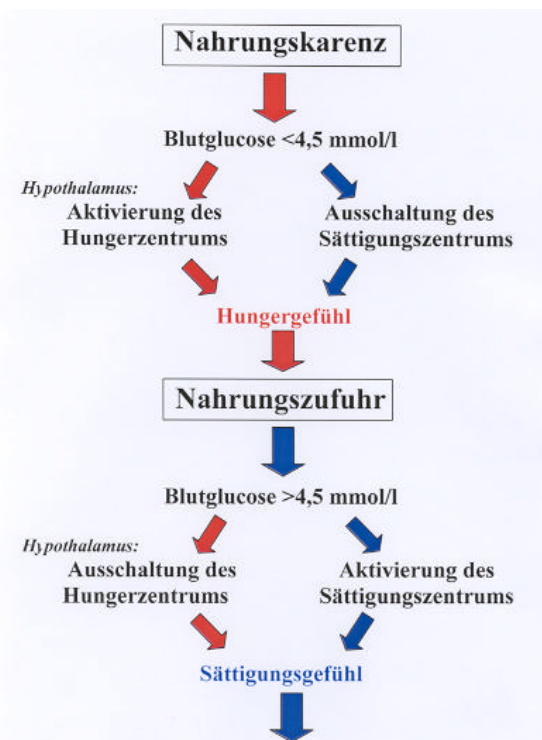 Nahrungskarenz
Blutglucose <4,5 mmol/l
Hypothalamus:
Aktivierung des
Hungerzentrums
Ausschaltung des
Sättigungszentrums
Hungergefühl
Nahrungszufuhr
Blutglucose >4,5 mmol/l
Hypothalamus:
Ausschaltung des
Hungerzentrums
Aktivierung des
Sättigungszentrums
Sättigungsgefühl